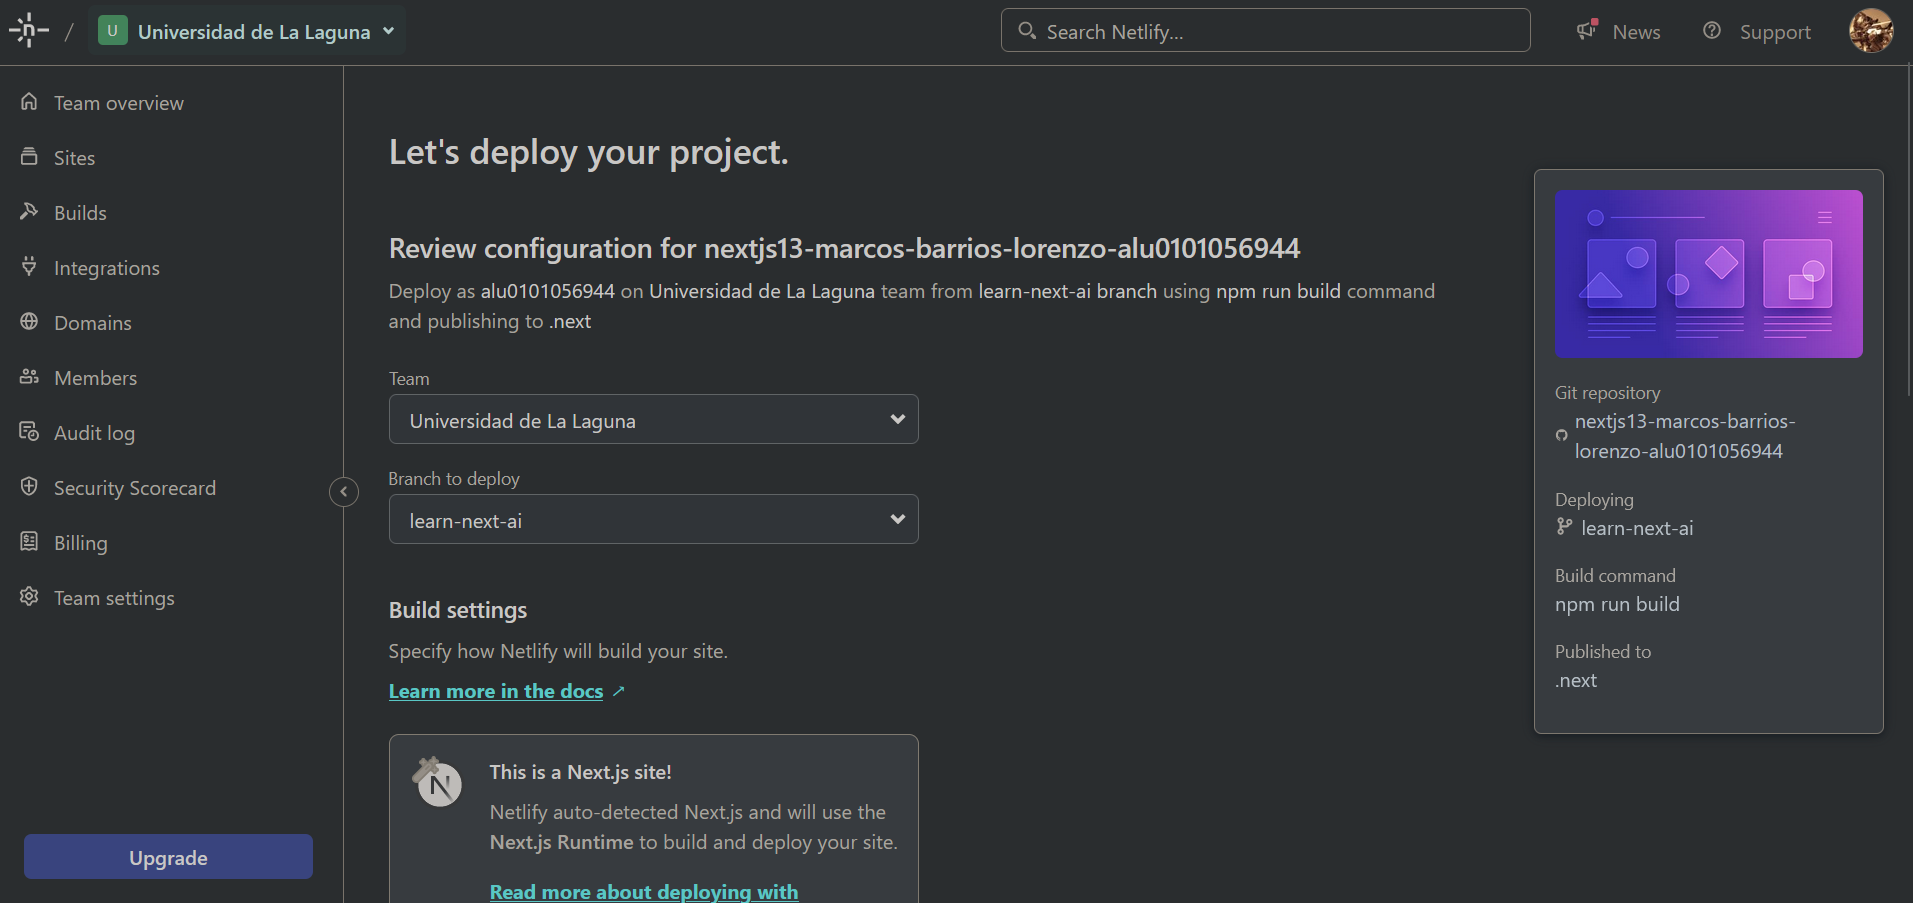 / U Universidad de La Laguna
Search Netlify...
News
Support
Team overview
Sites
Builds
Integrations
Domains
Members
Audit log
Security Scorecard
Billing
Team settings
Upgrade
Let's deploy your project.
Review configuration for nextjs13-marcos-barrios-lorenzo-alu0101056944
Deploy as alu0101056944 on Universidad de La Laguna team from learn-next-ai branch using npm run build command
and publishing to .next
Team
Universidad de La Laguna
Branch to deploy
learn-next-ai
Build settings
Specify how Netlify will build your site.
Learn more in the docs ↗
This is a Next.js site!
Netlify auto-detected Next.js and will use the
Next.js Runtime to build and deploy your site.
Read more about deploying with
Git repository
nextjs13-marcos-barrios-
lorenzo-alu0101056944
Deploying
learn-next-ai
Build command
npm run build
Published to
.next